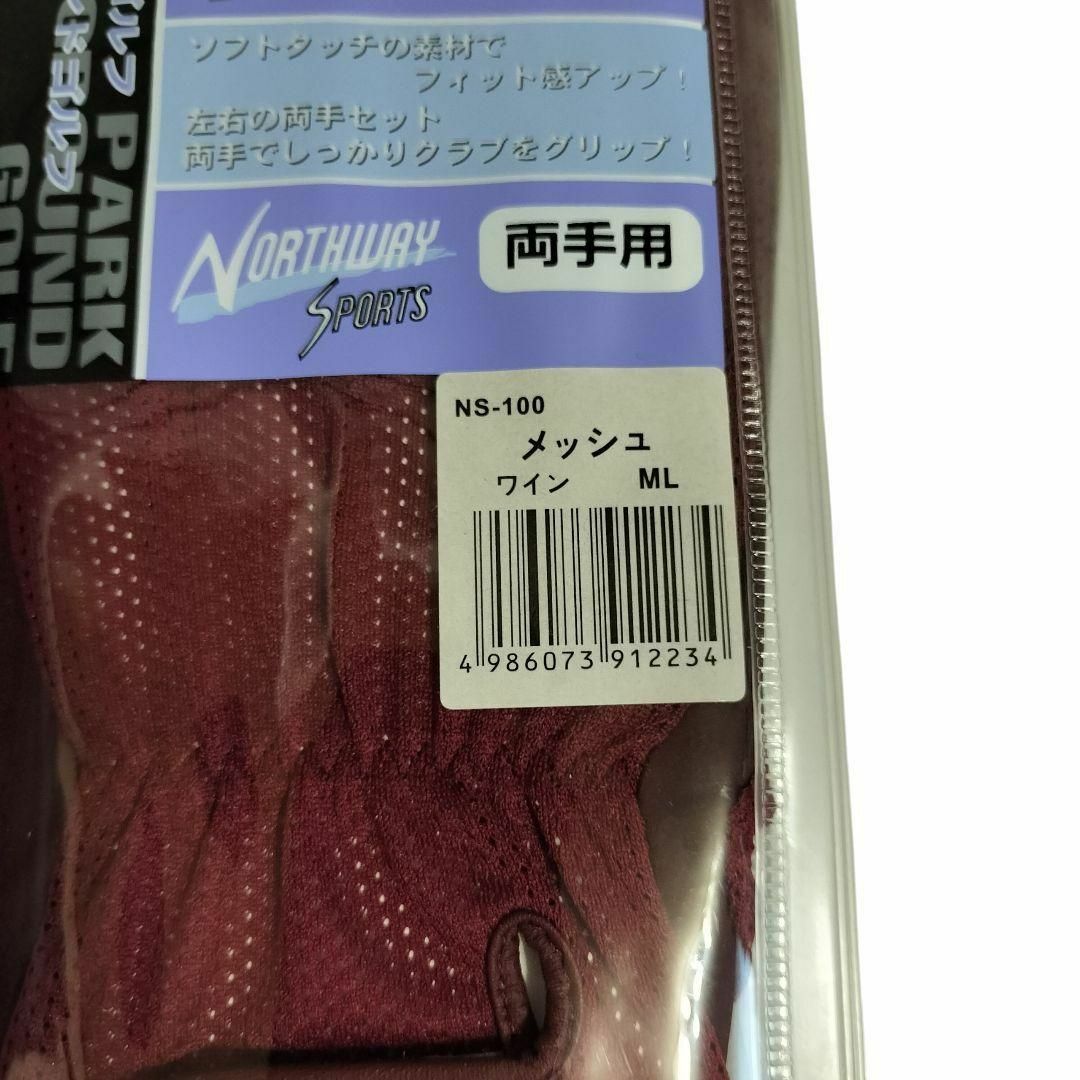 ソフトタッチの素材で
フィット感アップ！
左右の両手セット
両手でしっかりクラブをグリップ！
NORTHWAY
SPORTS
両手用
PARK
UND
NS-100
メッシュ
ワイン ML
4 986073 912234